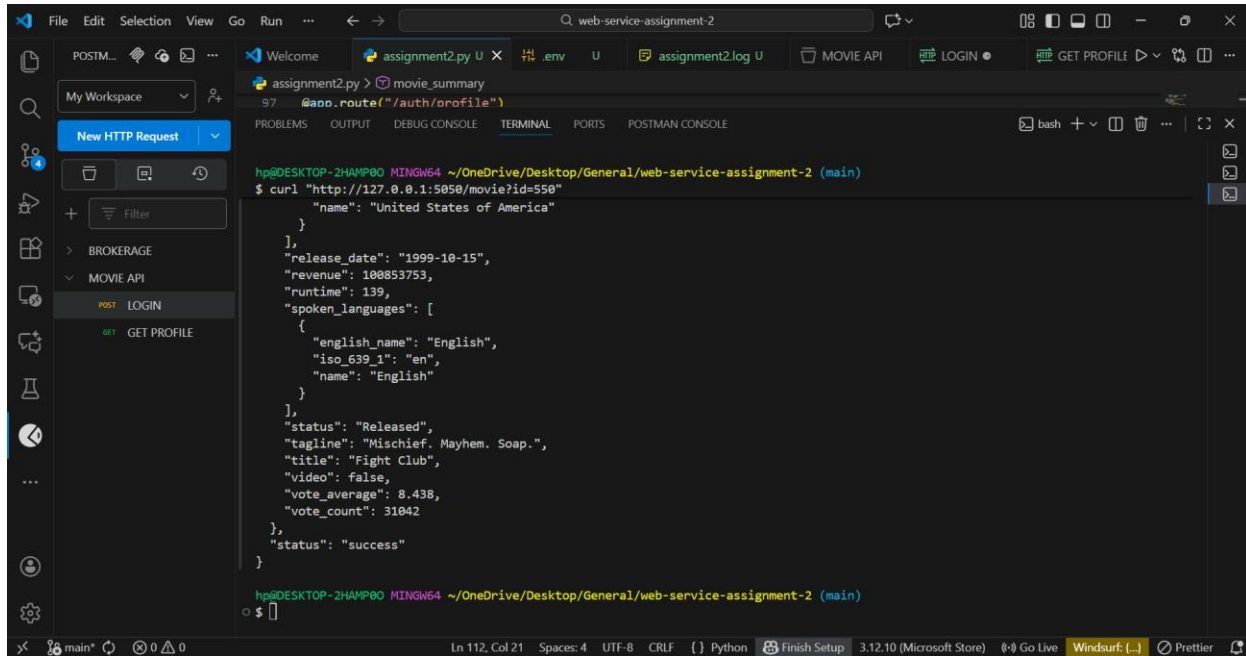 File Edit Selection View Go Run ··· web-service-assignment-2
POSTM... ···
Welcome assignment2.py U .env U assignment2.log U MOVIE API LOGIN GET PROFILE ···
My Workspace
New HTTP Request
Filter
BROKERAGE
MOVIE API
POST LOGIN
GET GET PROFILE
assignment2.py > movie_summary
97 @app.route("/auth/profile")
PROBLEMS OUTPUT DEBUG CONSOLE TERMINAL PORTS POSTMAN CONSOLE bash ···
hp@DESKTOP-2HAMP0O MINGW64 ~/OneDrive/Desktop/General/web-service-assignment-2 (main)
$ curl "http://127.0.0.1:5050/movie?id=550"
"name": "United States of America"
}
],
"release_date": "1999-10-15",
"revenue": 100853753,
"runtime": 139,
"spoken_languages": [
{
"english_name": "English",
"iso_639_1": "en",
"name": "English"
}
],
"status": "Released",
"tagline": "Mischief. Mayhem. Soap.",
"title": "Fight Club",
"video": false,
"vote_average": 8.438,
"vote_count": 31042
},
"status": "success"
}
hp@DESKTOP-2HAMP0O MINGW64 ~/OneDrive/Desktop/General/web-service-assignment-2 (main)
$
main* 0 0 Ln 112, Col 21 Spaces: 4 UTF-8 CRLF {} Python Finish Setup 3.12.10 (Microsoft Store) Go Live Windsurf: {...} Prettier